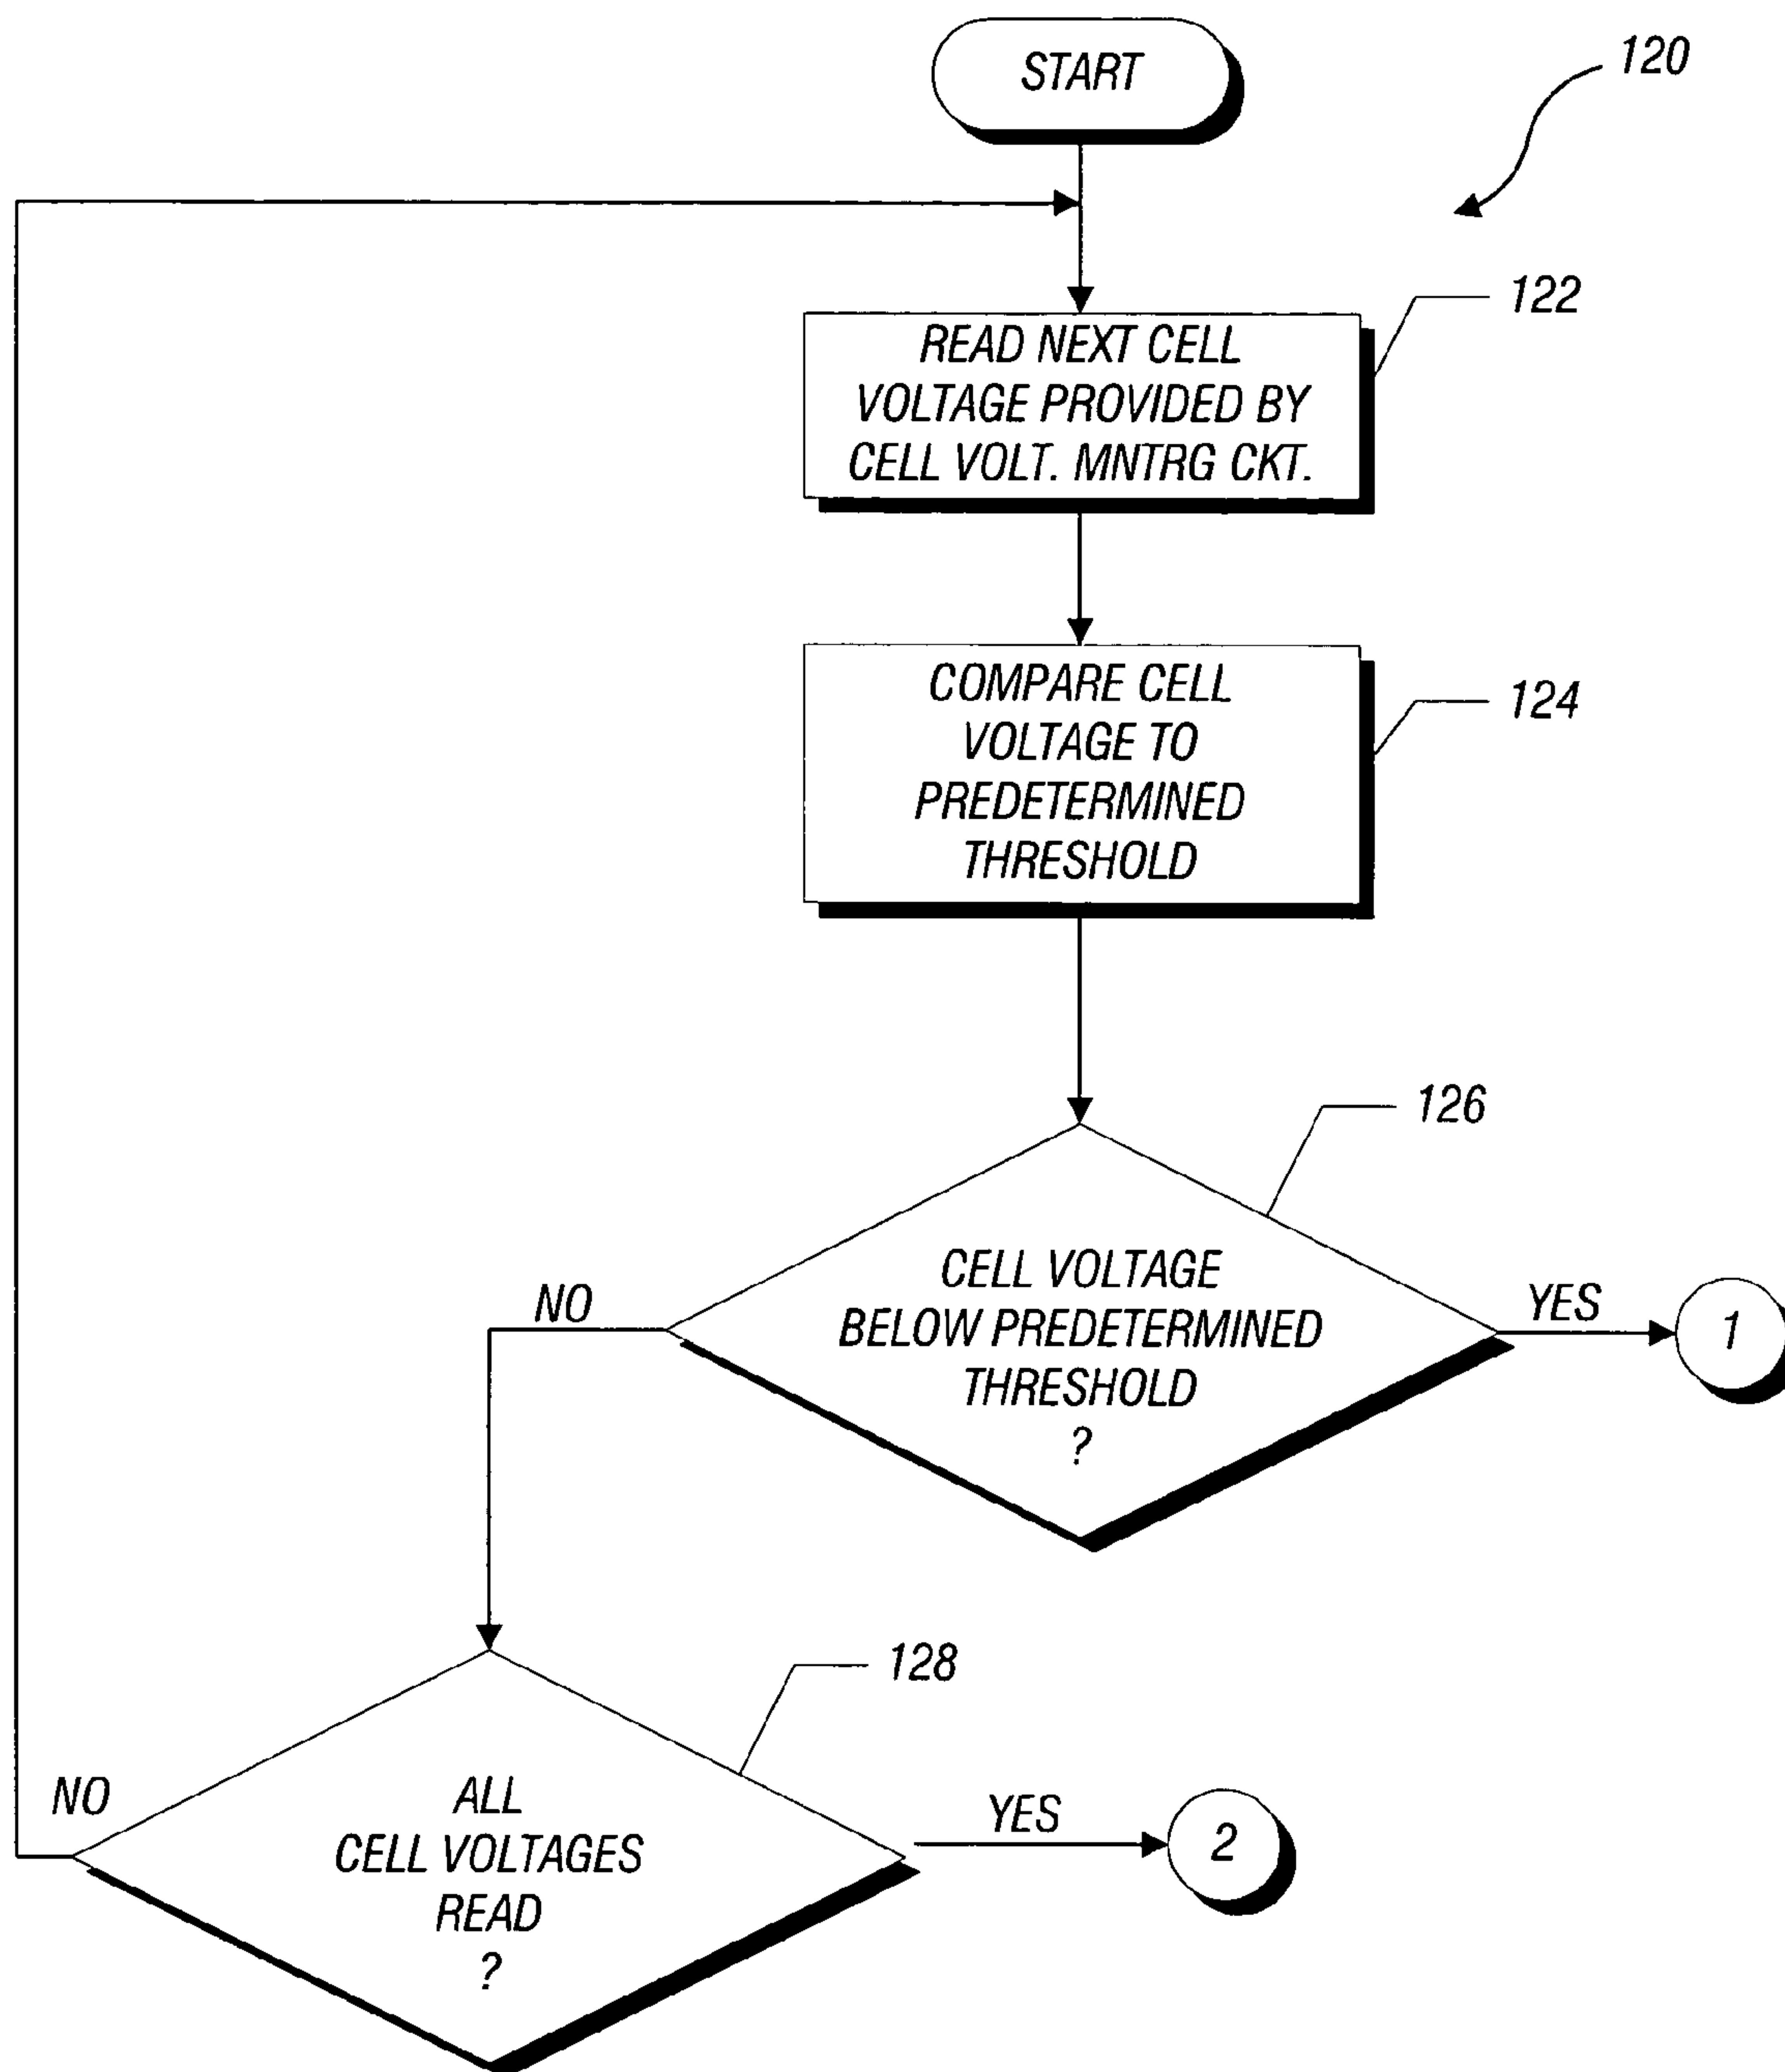 START
120
READ NEXT CELL
VOLTAGE PROVIDED BY
CELL VOLT. MNTRG CKT.
122
COMPARE CELL
VOLTAGE TO
PREDETERMINED
THRESHOLD
124
126
CELL VOLTAGE
BELOW PREDETERMINED
THRESHOLD
?
NO
YES
1
128
ALL
CELL VOLTAGES
READ
?
NO
YES
2